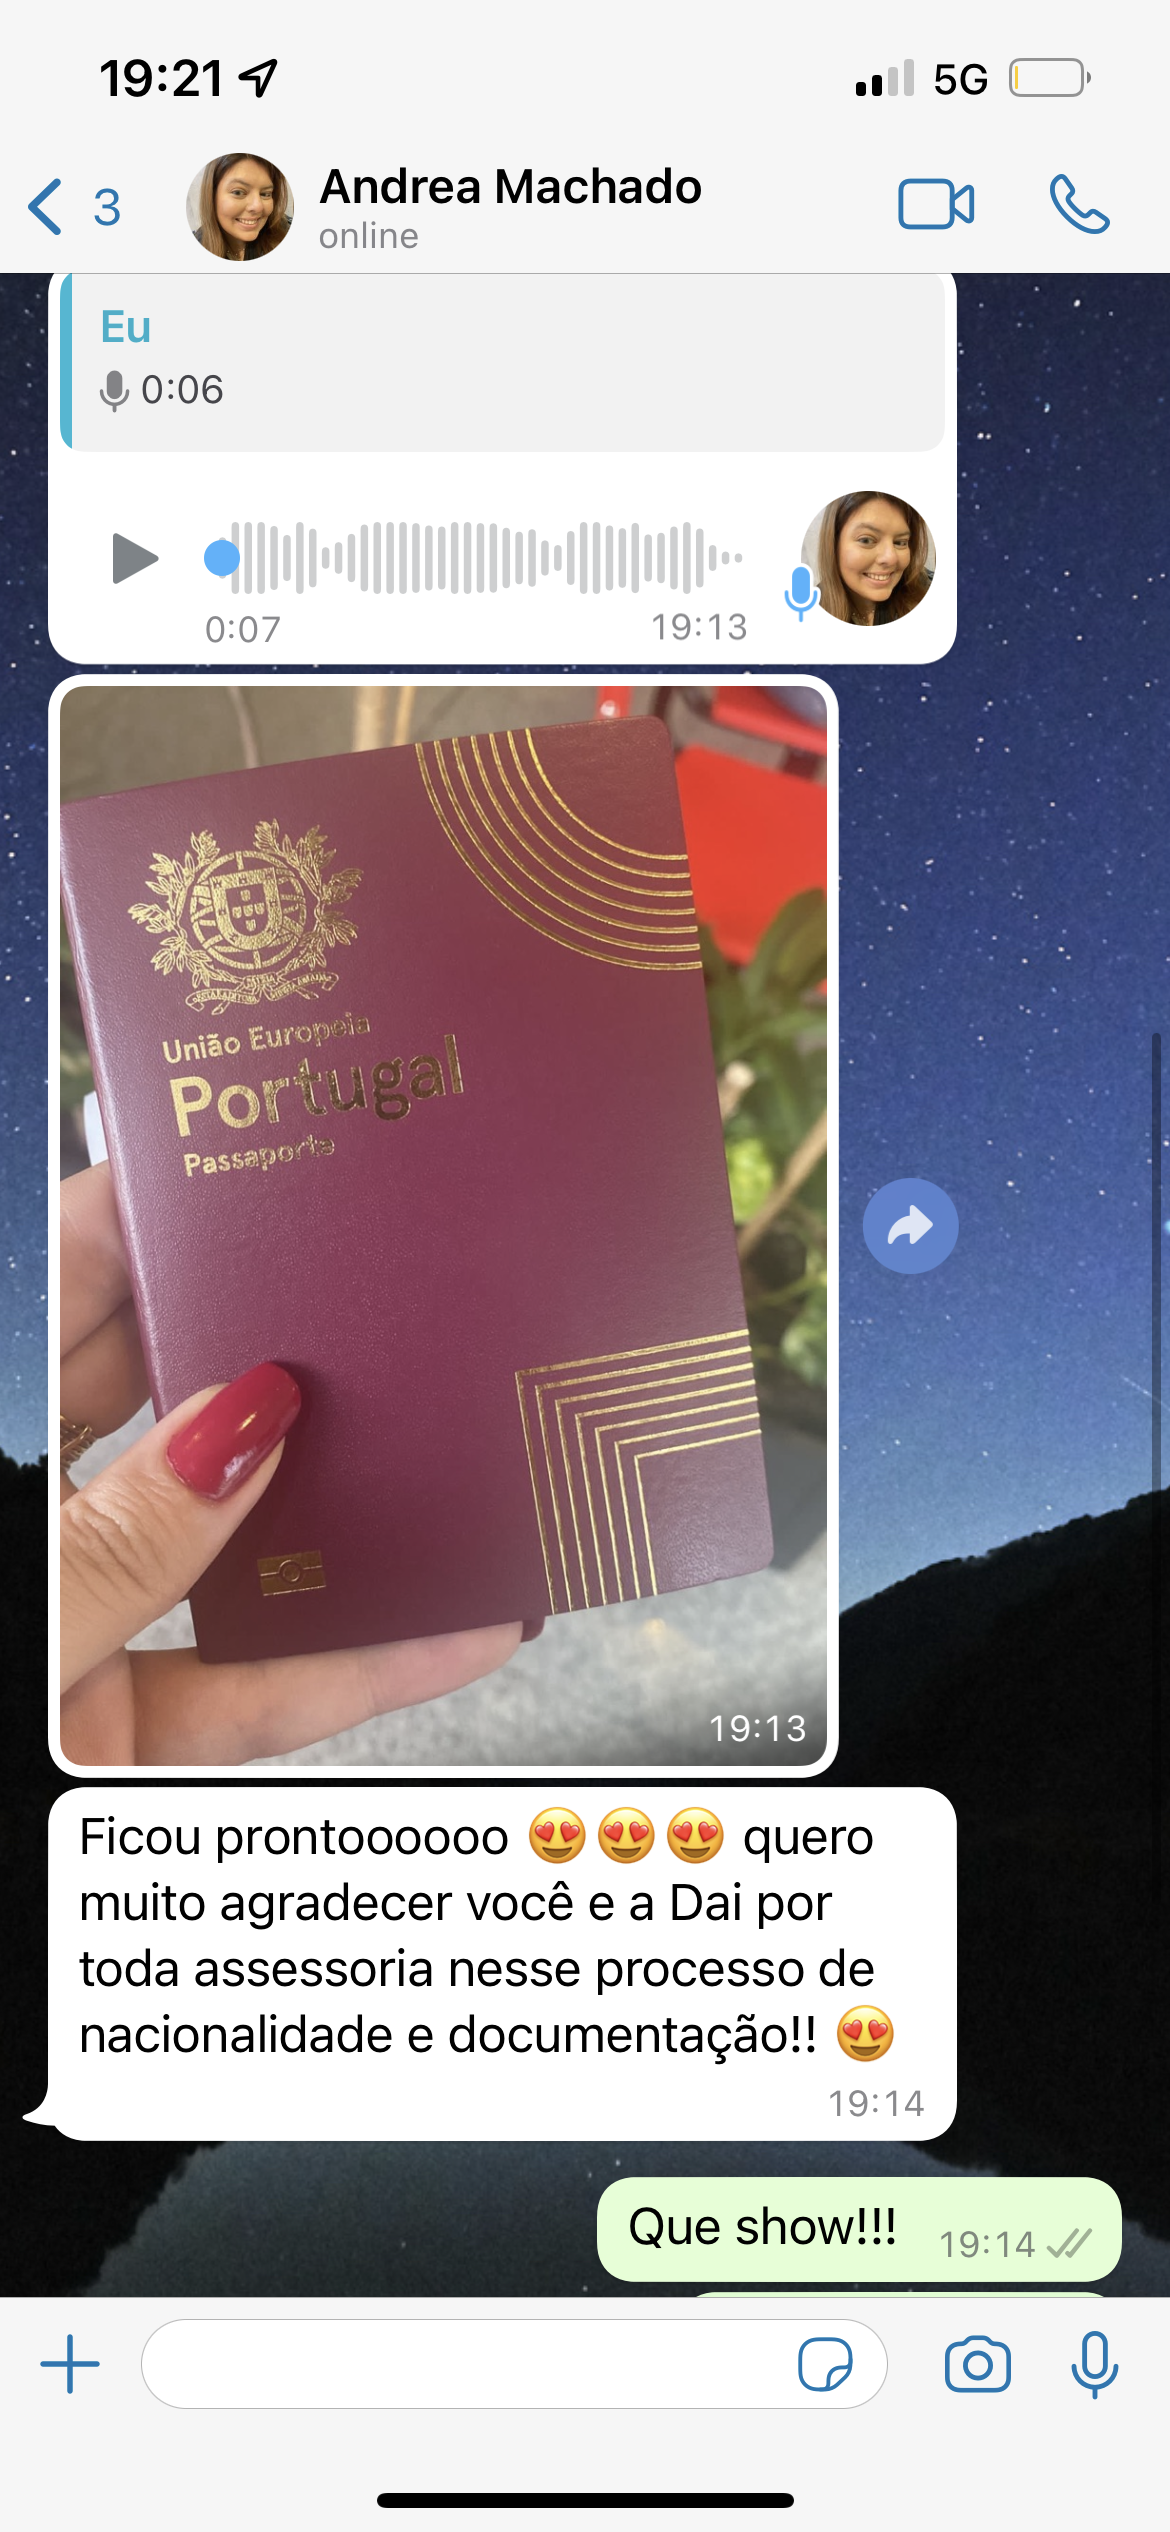 19:21 5G
3 Andrea Machado
online
Eu
0:06
0:07 19:13
União Europeia
Portugal
Passaporte
19:13
Ficou prontoooooo 😍😍😍 quero
muito agradecer você e a Dai por
toda assessoria nesse processo de
nacionalidade e documentação!! 😍
19:14
Que show!!! 19:14